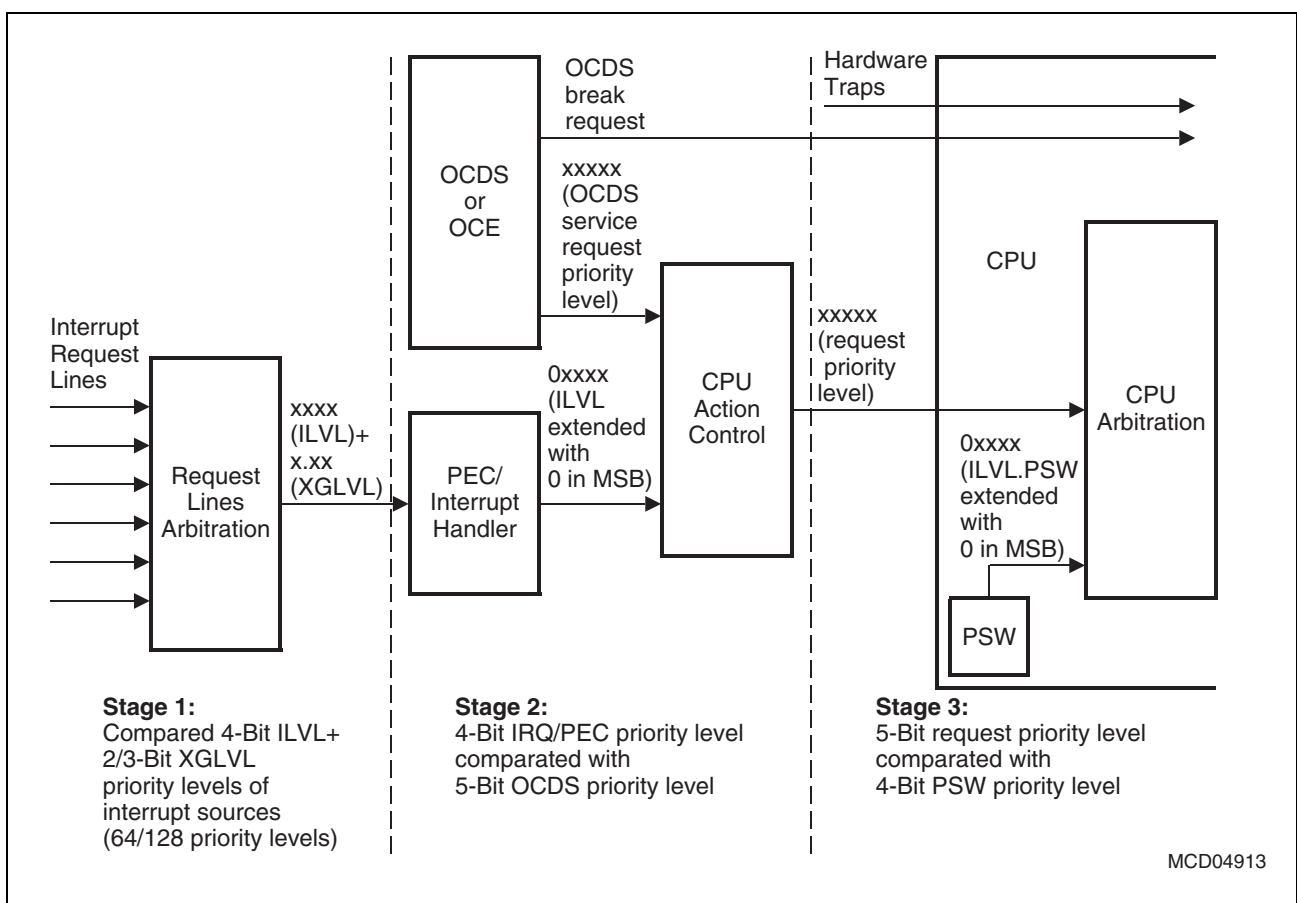 Hardware
Traps
OCDS
break
request
OCDS
or
OCE
xxxxx
(OCDS
service
request
priority
level)
CPU
Interrupt
Request
Lines
xxxxx
(request
priority
level)
0xxxx
(ILVL
extended
with
0 in MSB)
CPU
Action
Control
CPU
Arbitration
xxxx
(ILVL)+
x.xx
(XGLVL)
Request
Lines
Arbitration
PEC/
Interrupt
Handler
0xxxx
(ILVL.PSW
extended
with
0 in MSB)
PSW
Stage 1:
Compared 4-Bit ILVL+
2/3-Bit XGLVL
priority levels of
interrupt sources
(64/128 priority levels)
Stage 2:
4-Bit IRQ/PEC priority level
comparated with
5-Bit OCDS priority level
Stage 3:
5-Bit request priority level
comparated with
4-Bit PSW priority level
MCD04913